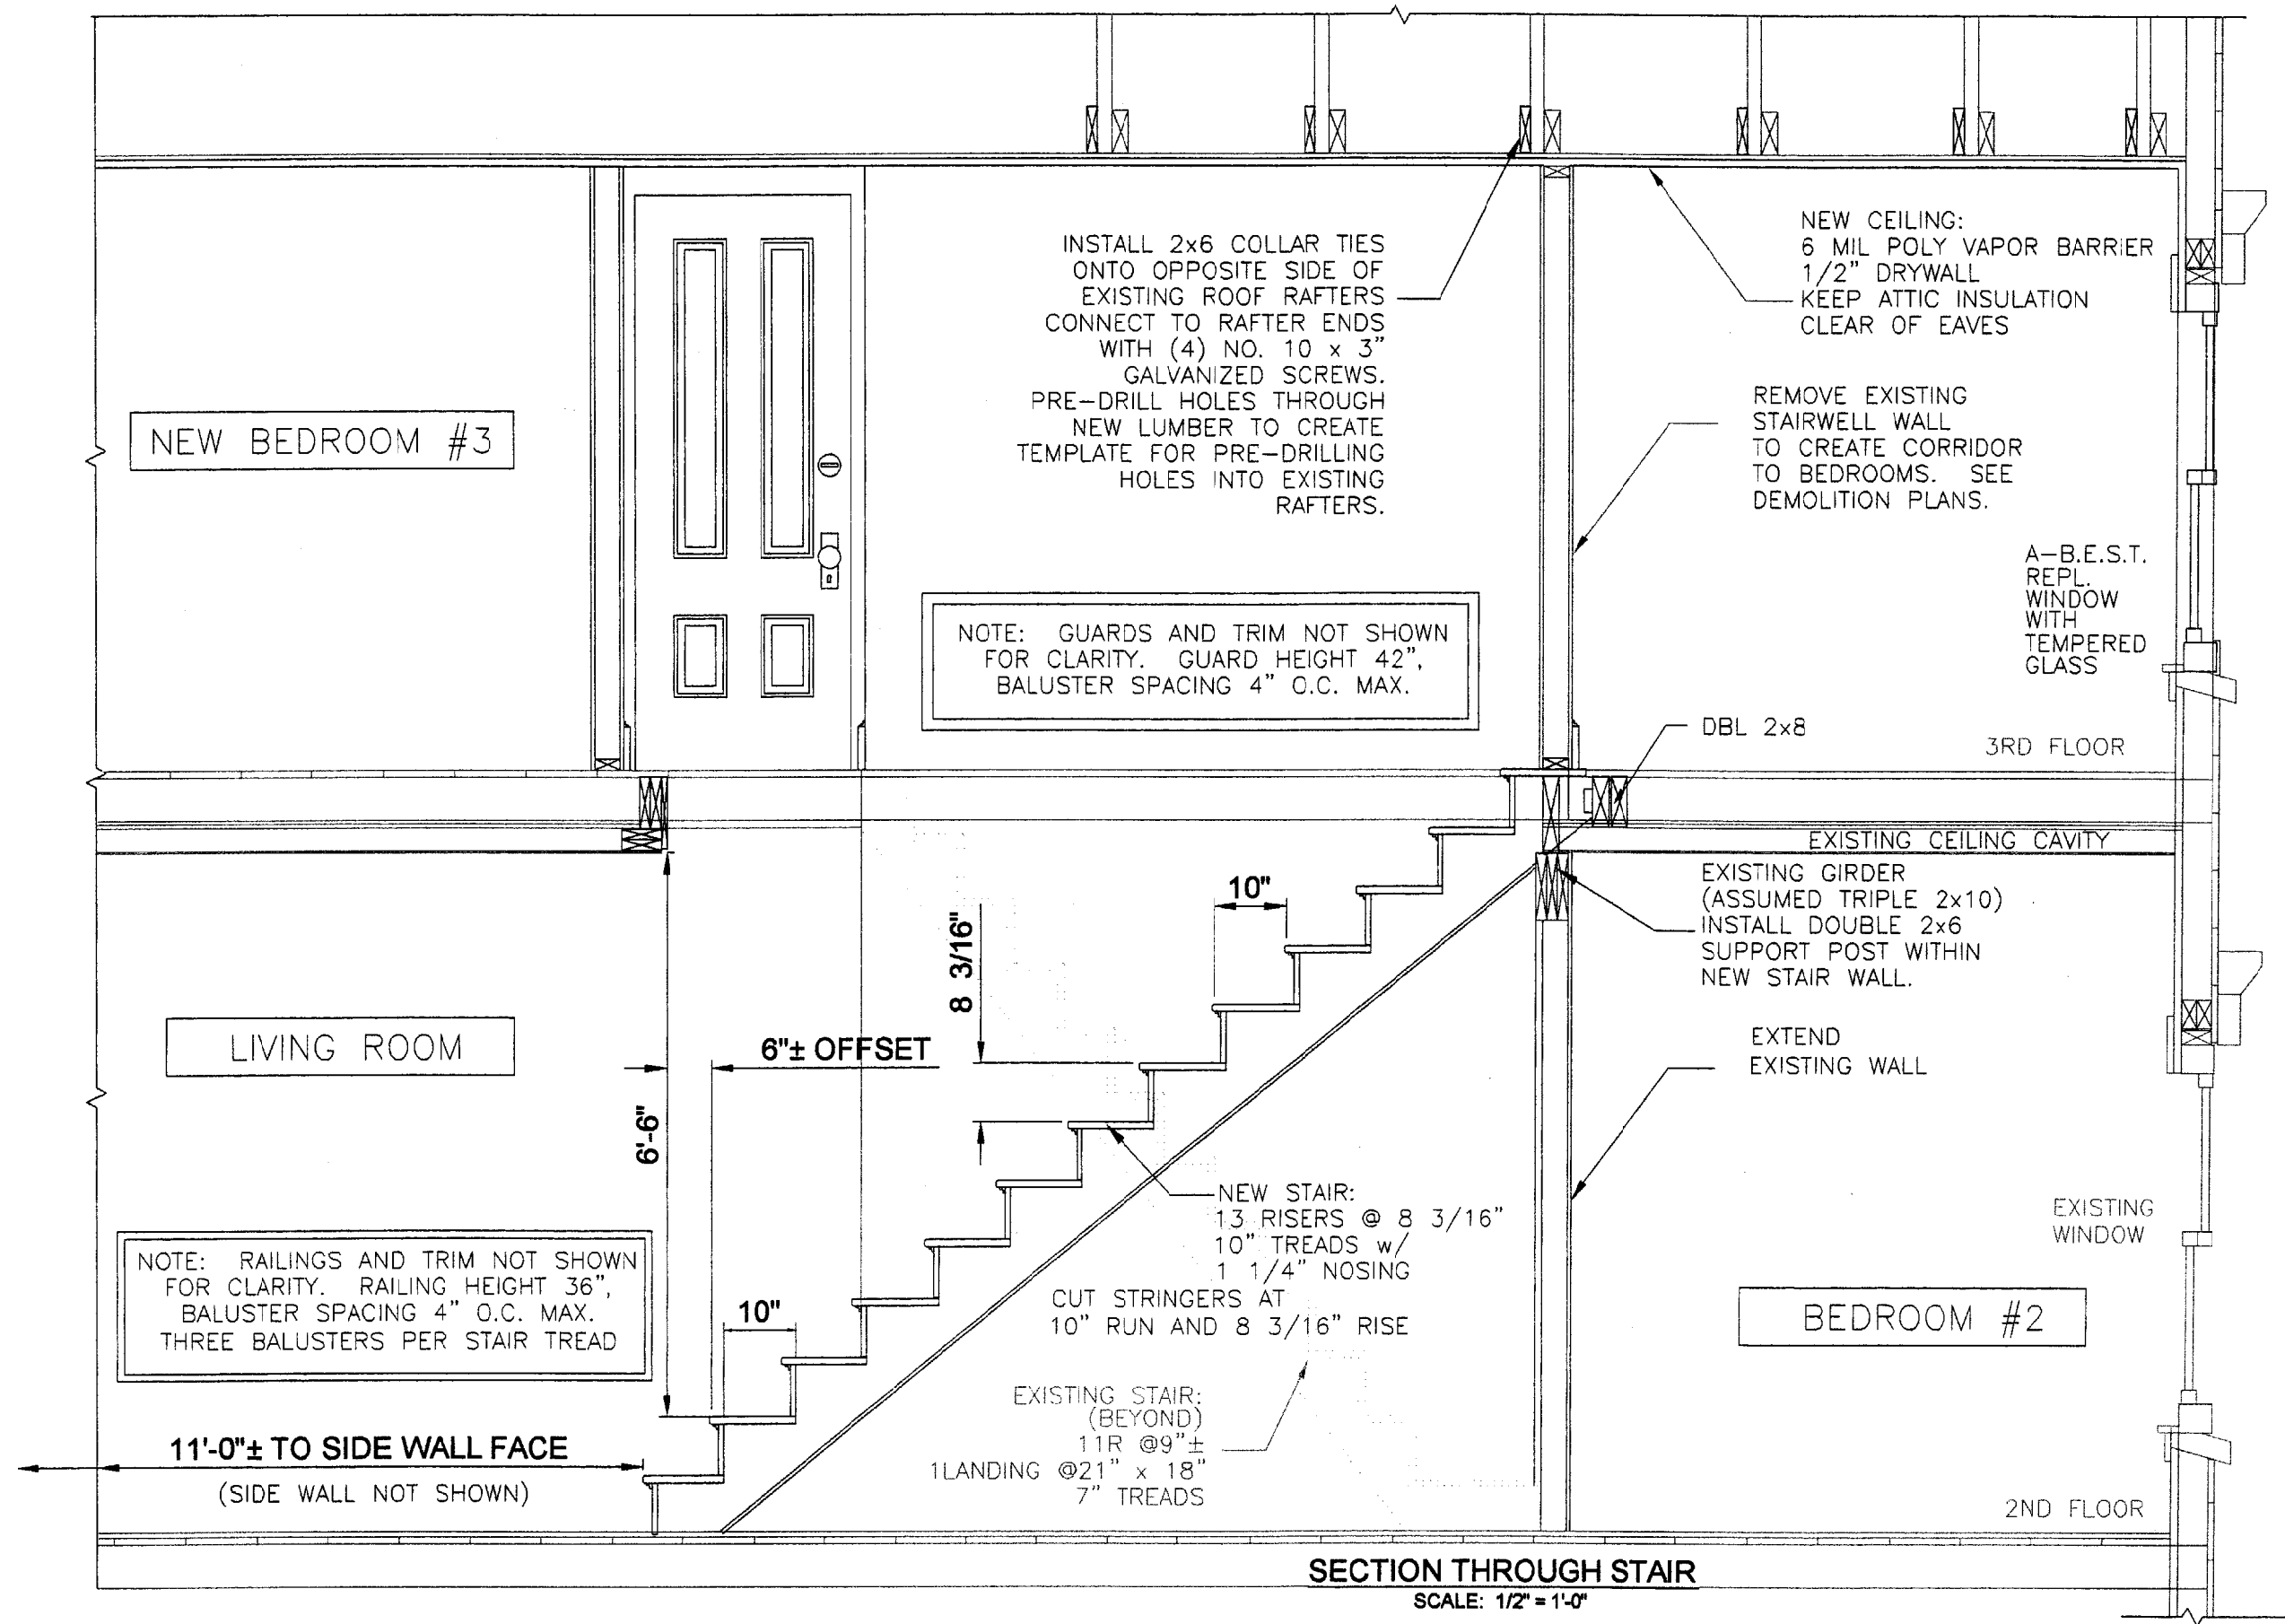 INSTALL 2x6 COLLAR TIES
ONTO OPPOSITE SIDE OF
EXISTING ROOF RAFTERS
CONNECT TO RAFTER ENDS
WITH (4) NO. 10 x 3"
GALVANIZED SCREWS.
PRE-DRILL HOLES THROUGH
NEW LUMBER TO CREATE
TEMPLATE FOR PRE-DRILLING
HOLES INTO EXISTING
RAFTERS.
NEW CEILING:
6 MIL POLY VAPOR BARRIER
1/2" DRYWALL
KEEP ATTIC INSULATION
CLEAR OF EAVES
NEW BEDROOM #3
REMOVE EXISTING
STAIRWELL WALL
TO CREATE CORRIDOR
TO BEDROOMS. SEE
DEMOLITION PLANS.
A-B.E.S.T.
REPL.
WINDOW
WITH
TEMPERED
GLASS
NOTE: GUARDS AND TRIM NOT SHOWN
FOR CLARITY. GUARD HEIGHT 42",
BALUSTER SPACING 4" O.C. MAX.
DBL 2x8
3RD FLOOR
EXISTING CEILING CAVITY
EXISTING GIRDER
(ASSUMED TRIPLE 2x10)
INSTALL DOUBLE 2x6
SUPPORT POST WITHIN
NEW STAIR WALL.
10"
8 3/16"
LIVING ROOM
6"± OFFSET
6'-6"
EXTEND
EXISTING WALL
NEW STAIR:
13 RISERS @ 8 3/16"
10" TREADS w/
1 1/4" NOSING
CUT STRINGERS AT
10" RUN AND 8 3/16" RISE
EXISTING
WINDOW
NOTE: RAILINGS AND TRIM NOT SHOWN
FOR CLARITY. RAILING HEIGHT 36",
BALUSTER SPACING 4" O.C. MAX.
THREE BALUSTERS PER STAIR TREAD
10"
BEDROOM #2
EXISTING STAIR:
(BEYOND)
11R @9"±
1LANDING @21" x 18"
7" TREADS
11'-0"± TO SIDE WALL FACE
(SIDE WALL NOT SHOWN)
2ND FLOOR
SECTION THROUGH STAIR
SCALE: 1/2" = 1'-0"